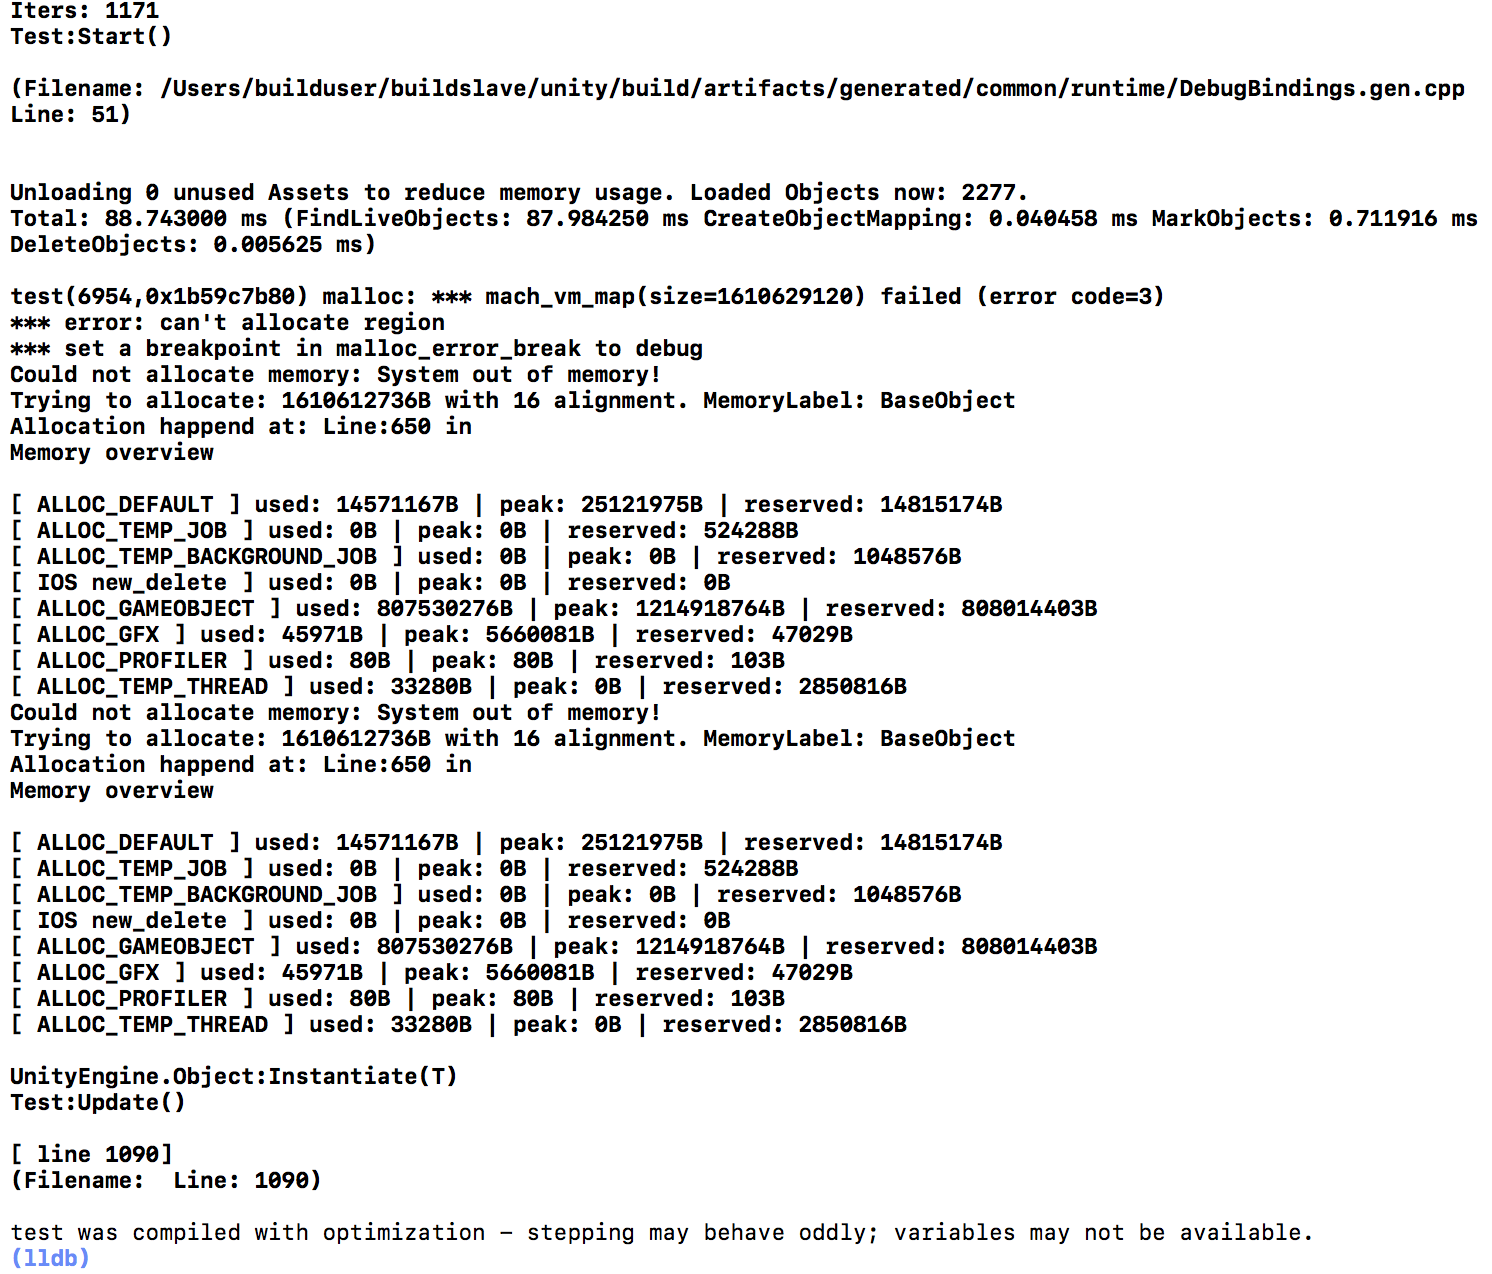 Iters: 1171
Test:Start()
(Filename: /Users/builduser/buildslave/unity/build/artifacts/generated/common/runtime/DebugBindings.gen.cpp
Line: 51)
Unloading 0 unused Assets to reduce memory usage. Loaded Objects now: 2277.
Total: 88.743000 ms (FindLiveObjects: 87.984250 ms CreateObjectMapping: 0.040458 ms MarkObjects: 0.711916 ms
DeleteObjects: 0.005625 ms)
test(6954,0x1b59c7b80) malloc: *** mach_vm_map(size=1610629120) failed (error code=3)
*** error: can't allocate region
*** set a breakpoint in malloc_error_break to debug
Could not allocate memory: System out of memory!
Trying to allocate: 1610612736B with 16 alignment. MemoryLabel: BaseObject
Allocation happend at: Line:650 in
Memory overview
[ ALLOC_DEFAULT ] used: 14571167B | peak: 25121975B | reserved: 14815174B
[ ALLOC_TEMP_JOB ] used: 0B | peak: 0B | reserved: 524288B
[ ALLOC_TEMP_BACKGROUND_JOB ] used: 0B | peak: 0B | reserved: 1048576B
[ IOS new_delete ] used: 0B | peak: 0B | reserved: 0B
[ ALLOC_GAMEOBJECT ] used: 807530276B | peak: 1214918764B | reserved: 808014403B
[ ALLOC_GFX ] used: 45971B | peak: 5660081B | reserved: 47029B
[ ALLOC_PROFILER ] used: 80B | peak: 80B | reserved: 103B
[ ALLOC_TEMP_THREAD ] used: 33280B | peak: 0B | reserved: 2850816B
Could not allocate memory: System out of memory!
Trying to allocate: 1610612736B with 16 alignment. MemoryLabel: BaseObject
Allocation happend at: Line:650 in
Memory overview
[ ALLOC_DEFAULT ] used: 14571167B | peak: 25121975B | reserved: 14815174B
[ ALLOC_TEMP_JOB ] used: 0B | peak: 0B | reserved: 524288B
[ ALLOC_TEMP_BACKGROUND_JOB ] used: 0B | peak: 0B | reserved: 1048576B
[ IOS new_delete ] used: 0B | peak: 0B | reserved: 0B
[ ALLOC_GAMEOBJECT ] used: 807530276B | peak: 1214918764B | reserved: 808014403B
[ ALLOC_GFX ] used: 45971B | peak: 5660081B | reserved: 47029B
[ ALLOC_PROFILER ] used: 80B | peak: 80B | reserved: 103B
[ ALLOC_TEMP_THREAD ] used: 33280B | peak: 0B | reserved: 2850816B
UnityEngine.Object:Instantiate(T)
Test:Update()
[ line 1090]
(Filename:  Line: 1090)
test was compiled with optimization – stepping may behave oddly; variables may not be available.
(lldb)